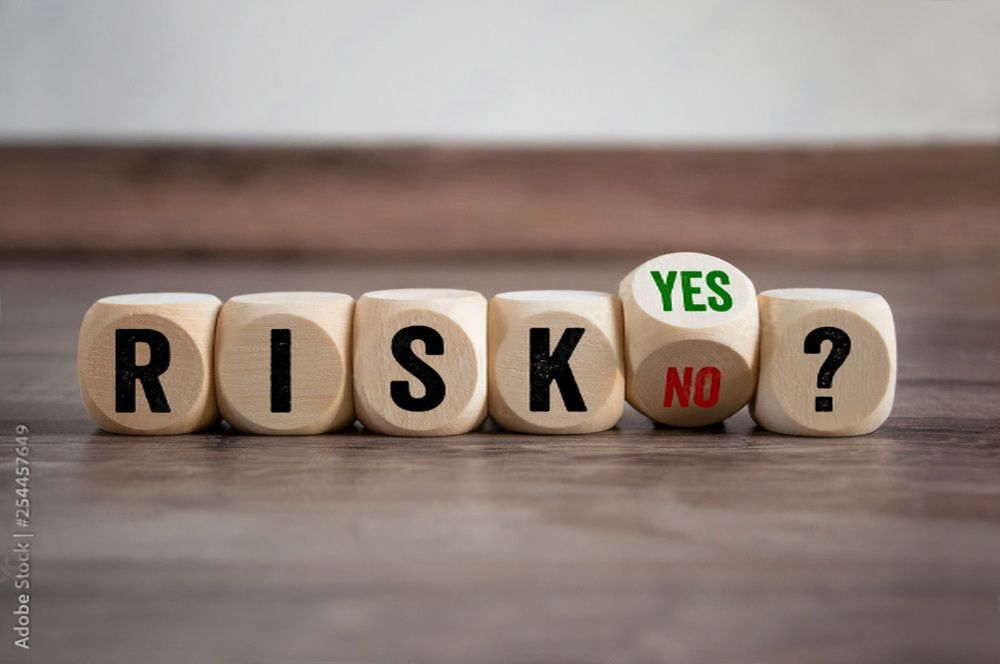 RISK YES ?
NO
Adobe Stock | #254457649